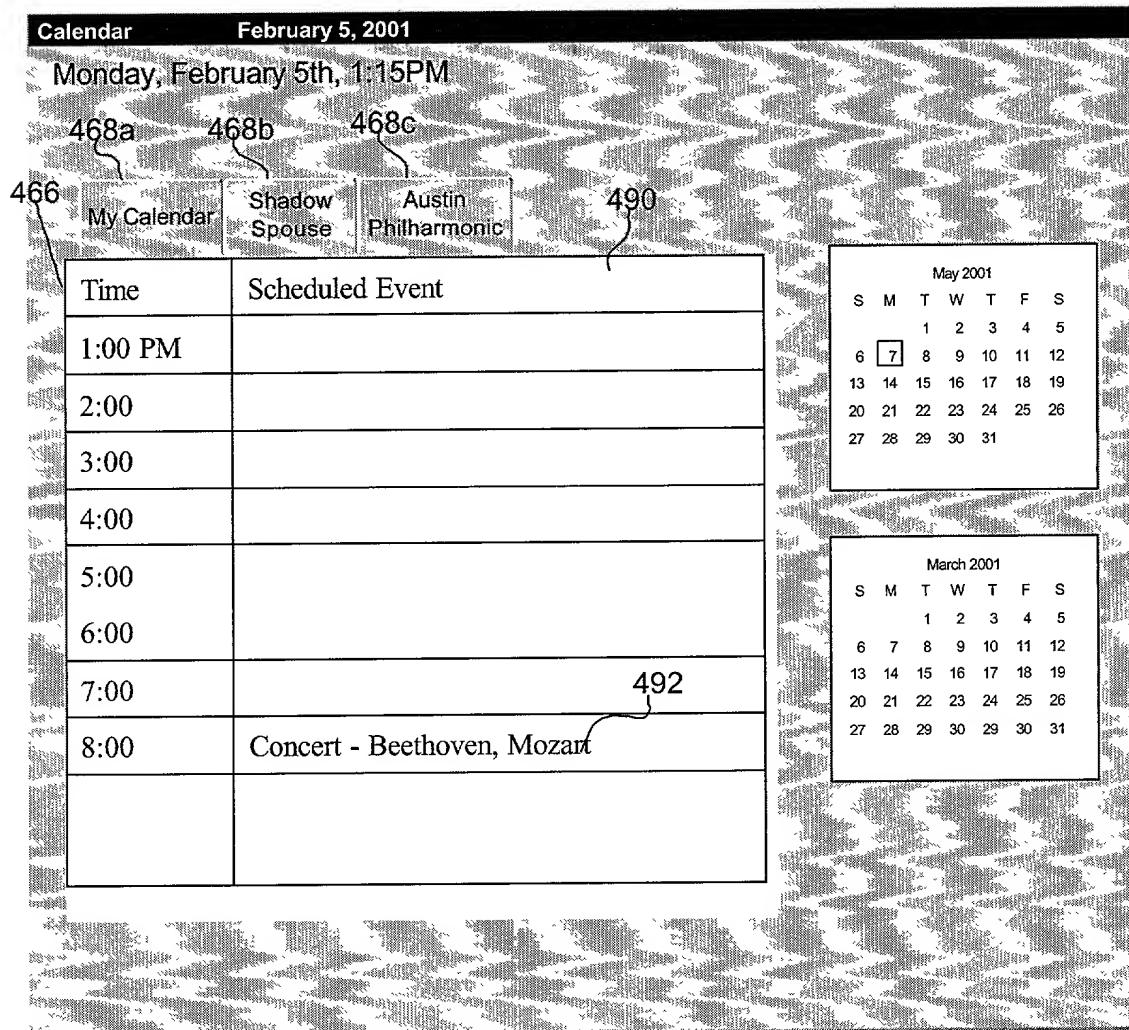 Calendar February 5, 2001
Monday, February 5th, 1:15PM
468a 468b 468c
466 My Calendar Shadow Spouse Austin Philharmonic 490
Time Scheduled Event
1:00 PM
2:00
3:00
4:00
5:00
6:00
7:00 492
8:00 Concert - Beethoven, Mozart
May 2001
S M T W T F S
1 2 3 4 5
6 7 8 9 10 11 12
13 14 15 16 17 18 19
20 21 22 23 24 25 26
27 28 29 30 31
March 2001
S M T W T F S
1 2 3 4 5
6 7 8 9 10 11 12
13 14 15 16 17 18 19
20 21 22 23 24 25 26
27 28 29 30 29 30 31